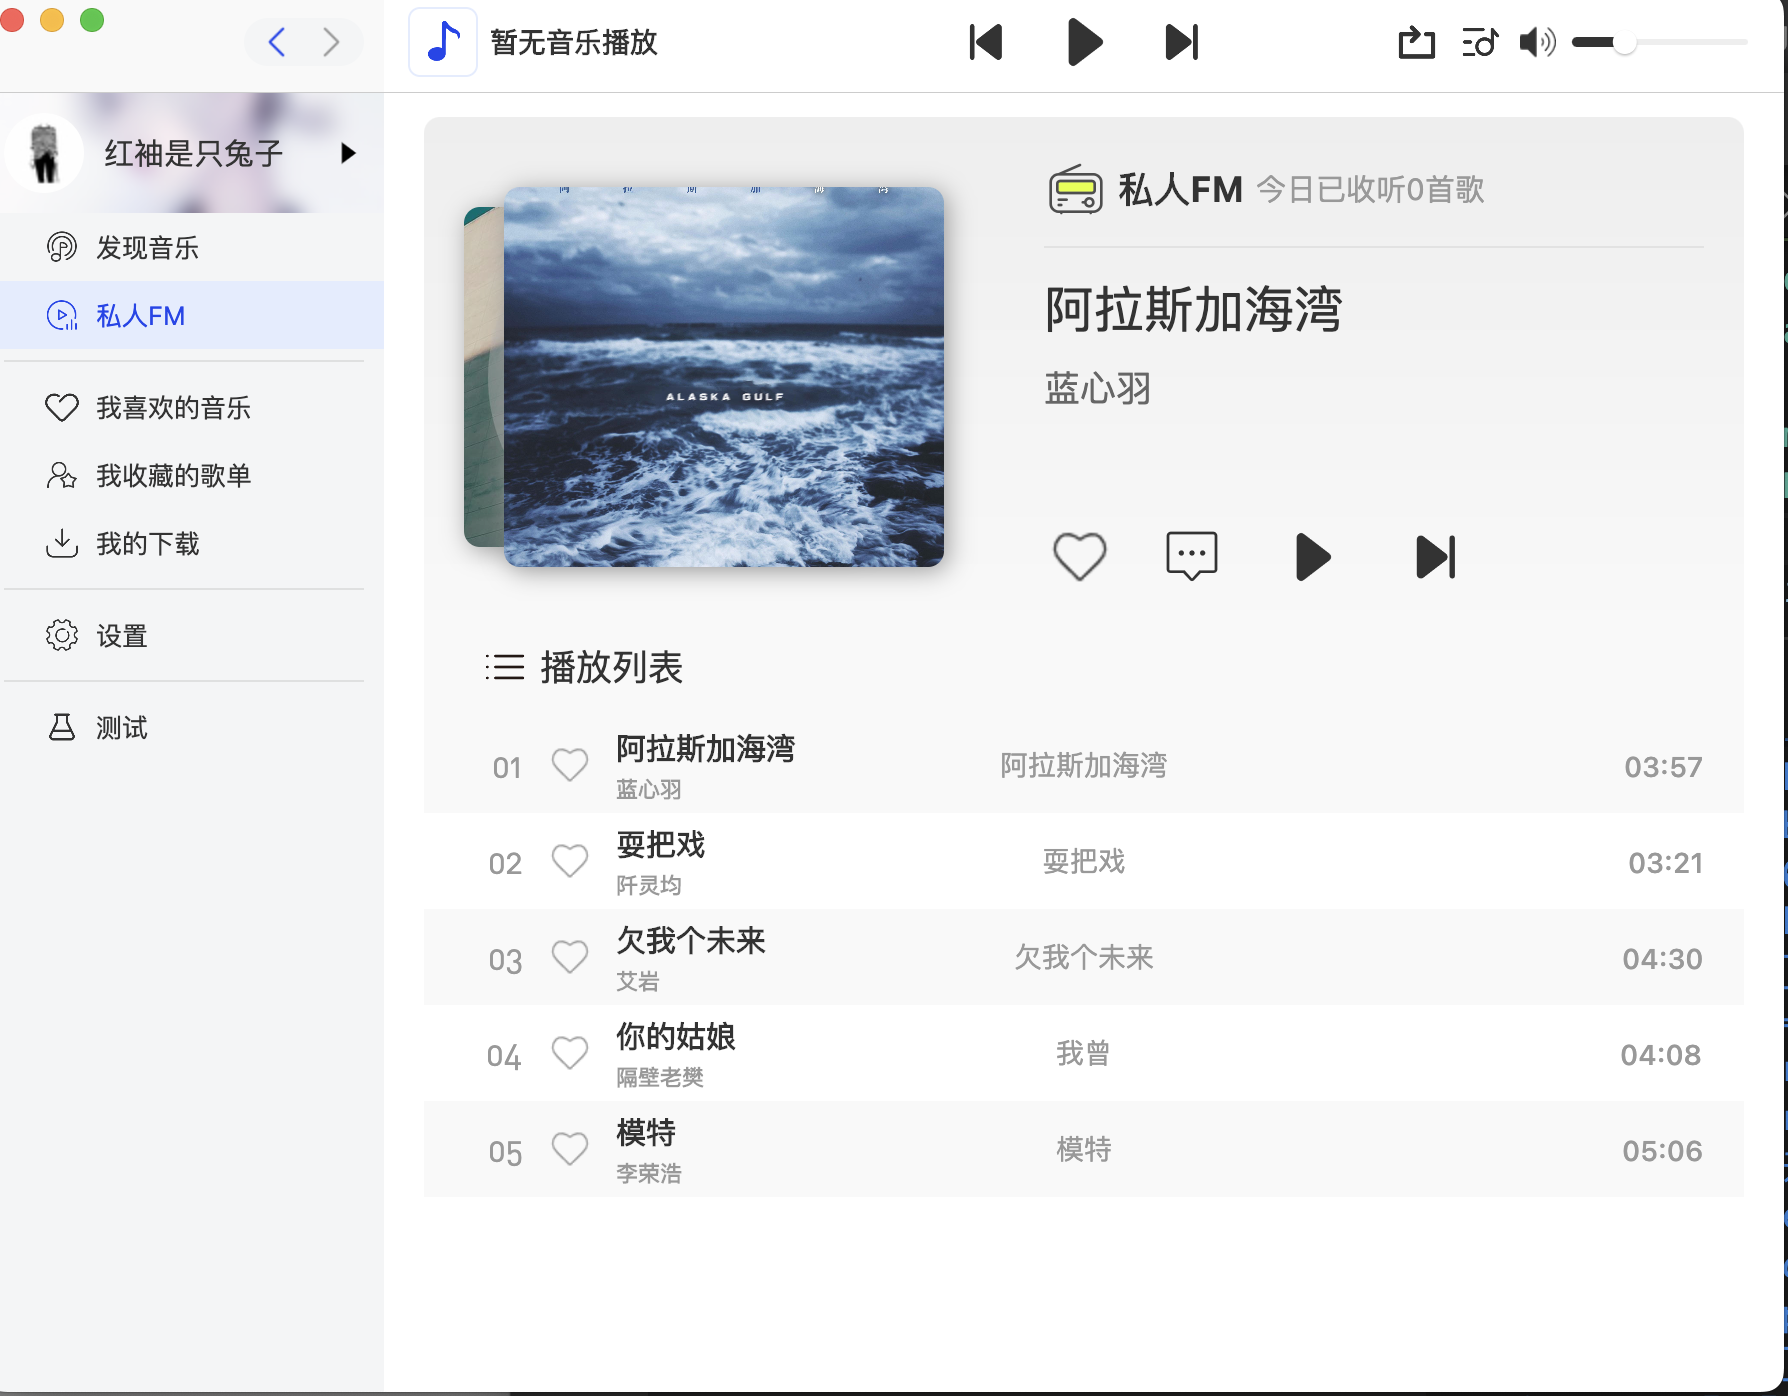 暂无音乐播放
红袖是只兔子
发现音乐
私人FM
我喜欢的音乐
我收藏的歌单
我的下载
设置
测试
阿 拉 斯 加 海 湾
ALASKA GULF
私人FM 今日已收听0首歌
阿拉斯加海湾
蓝心羽
播放列表
01 阿拉斯加海湾 阿拉斯加海湾 03:57
蓝心羽
02 耍把戏 耍把戏 03:21
阡灵均
03 欠我个未来 欠我个未来 04:30
艾岩
04 你的姑娘 我曾 04:08
隔壁老樊
05 模特 模特 05:06
李荣浩